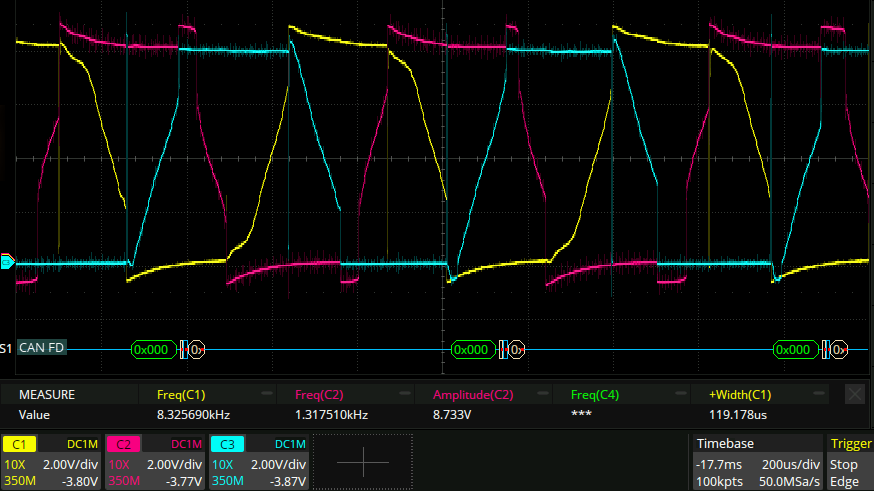 S1 CAN FD 0x000 0x 0x000 0x 0x000 0x
MEASURE Freq(C1) Freq(C2) Amplitude(C2) Freq(C4) +Width(C1)
Value 8.325690kHz 1.317510kHz 8.733V *** 119.178us
C1 DC1M C2 DC1M C3 DC1M Timebase Trigger
10X 2.00V/div 10X 2.00V/div 10X 2.00V/div -17.7ms 200us/div Stop
350M -3.80V 350M -3.77V 350M -3.87V 100kpts 50.0MSa/s Edge